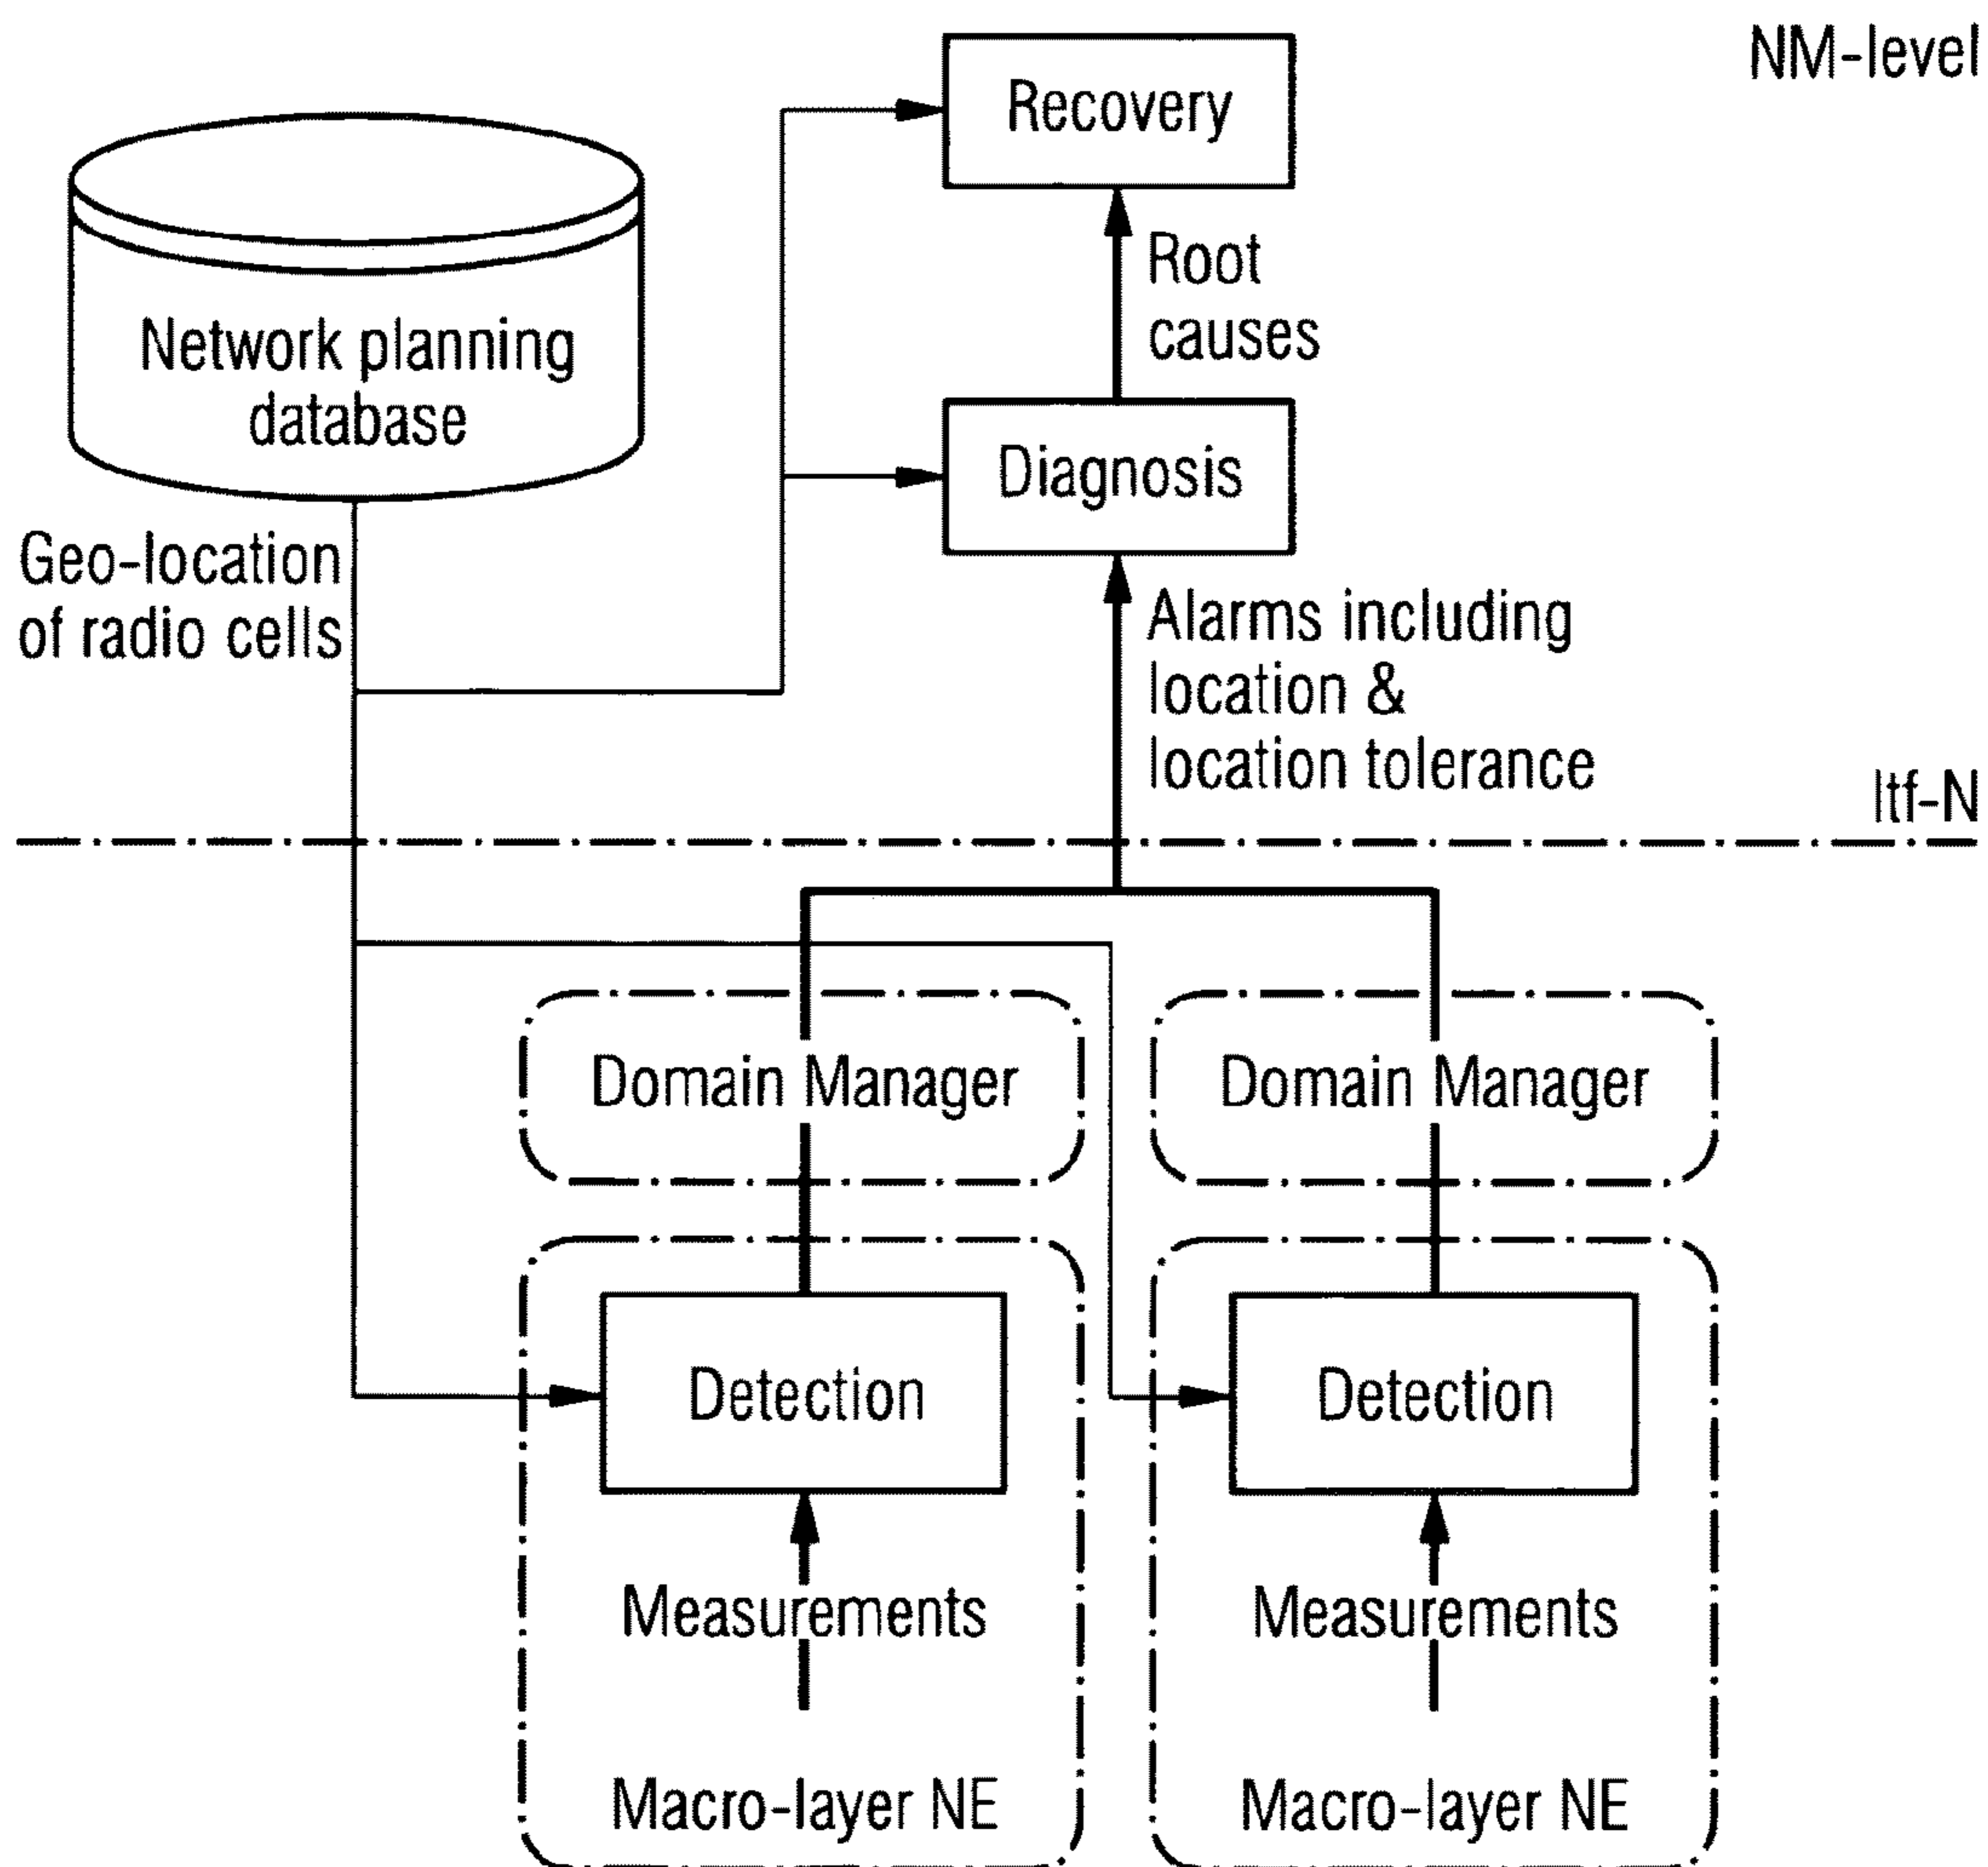 NM-level
Recovery
Network planning
database
Root
causes
Diagnosis
Geo-location
of radio cells
Alarms including
location &
location tolerance
Itf-N
Domain Manager
Domain Manager
Detection
Detection
Measurements
Measurements
Macro-layer NE
Macro-layer NE